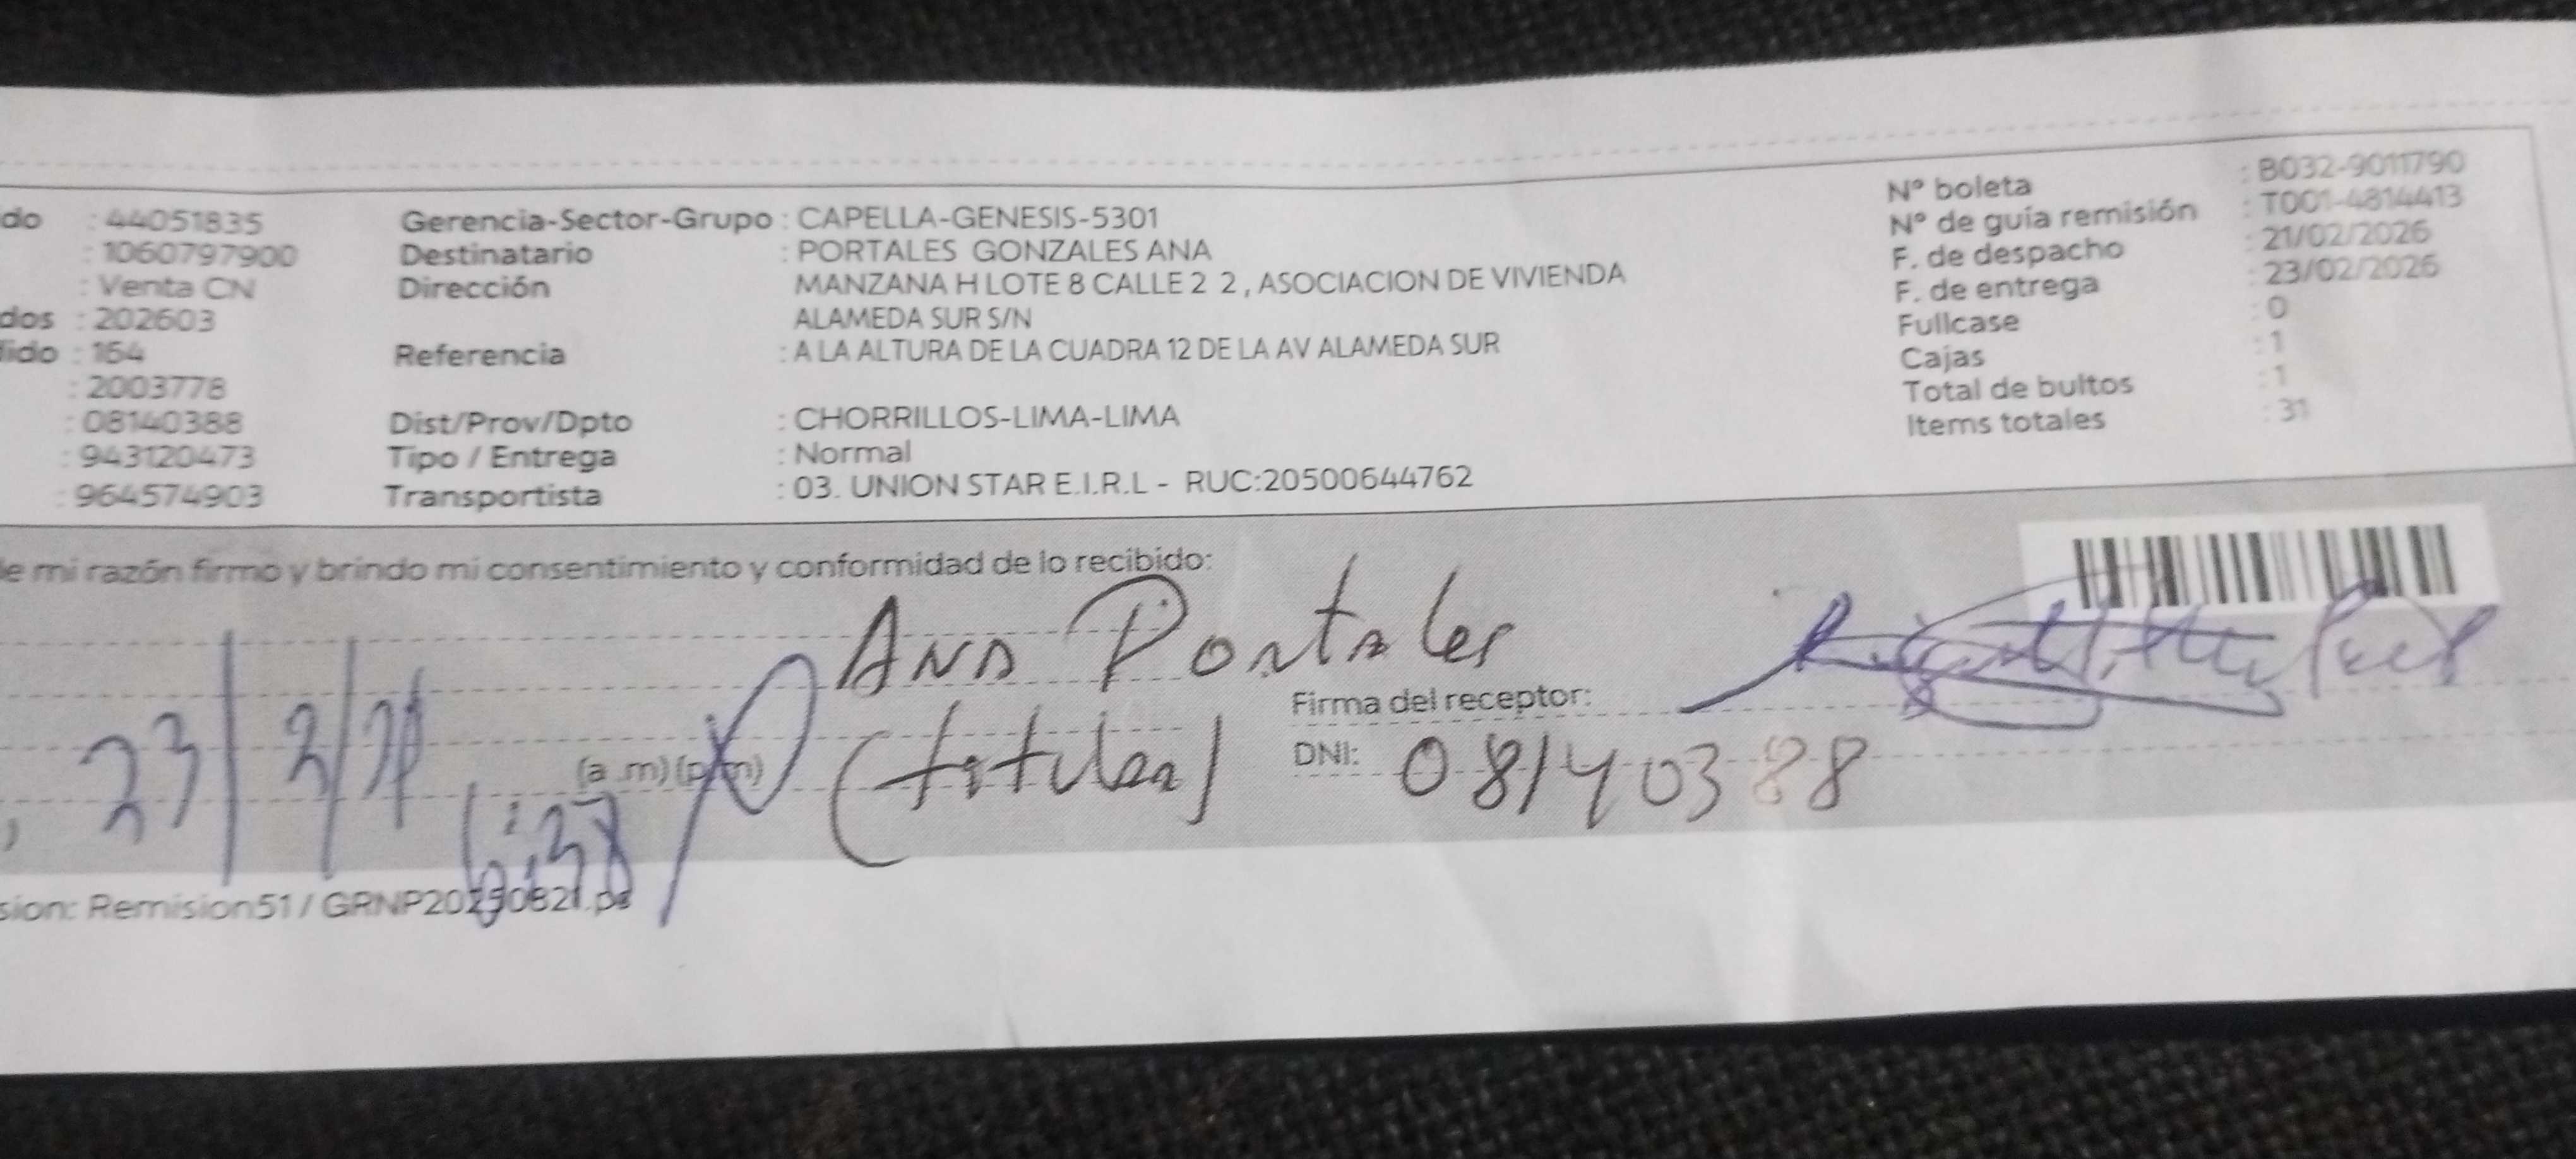 do : 44051835 Gerencia-Sector-Grupo : CAPELLA-GENESIS-5301 Nº boleta : B032-9011790
: 1060797900 Destinatario : PORTALES GONZALES ANA Nº de guía remisión : T001-4814413
: Venta CN Dirección MANZANA H LOTE 8 CALLE 2 2 , ASOCIACION DE VIVIENDA F. de despacho : 21/02/2026
dos : 202603 ALAMEDA SUR S/N F. de entrega : 23/02/2026
dido : 164 Referencia : A LA ALTURA DE LA CUADRA 12 DE LA AV ALAMEDA SUR Fullcase : 0
: 2003778 Cajas : 1
: 08140388 Dist/Prov/Dpto : CHORRILLOS-LIMA-LIMA Total de bultos : 1
: 943120473 Tipo / Entrega : Normal Items totales : 31
: 964574903 Transportista : 03. UNION STAR E.I.R.L - RUC:20500644762
de mi razón firmo y brindo mi consentimiento y conformidad de lo recibido:
Ana Portales
Firma del receptor:
23/2/
(a .m) (p.m) (titular) DNI: 08140388
sion: Remision51 / GRNP20250821.ps